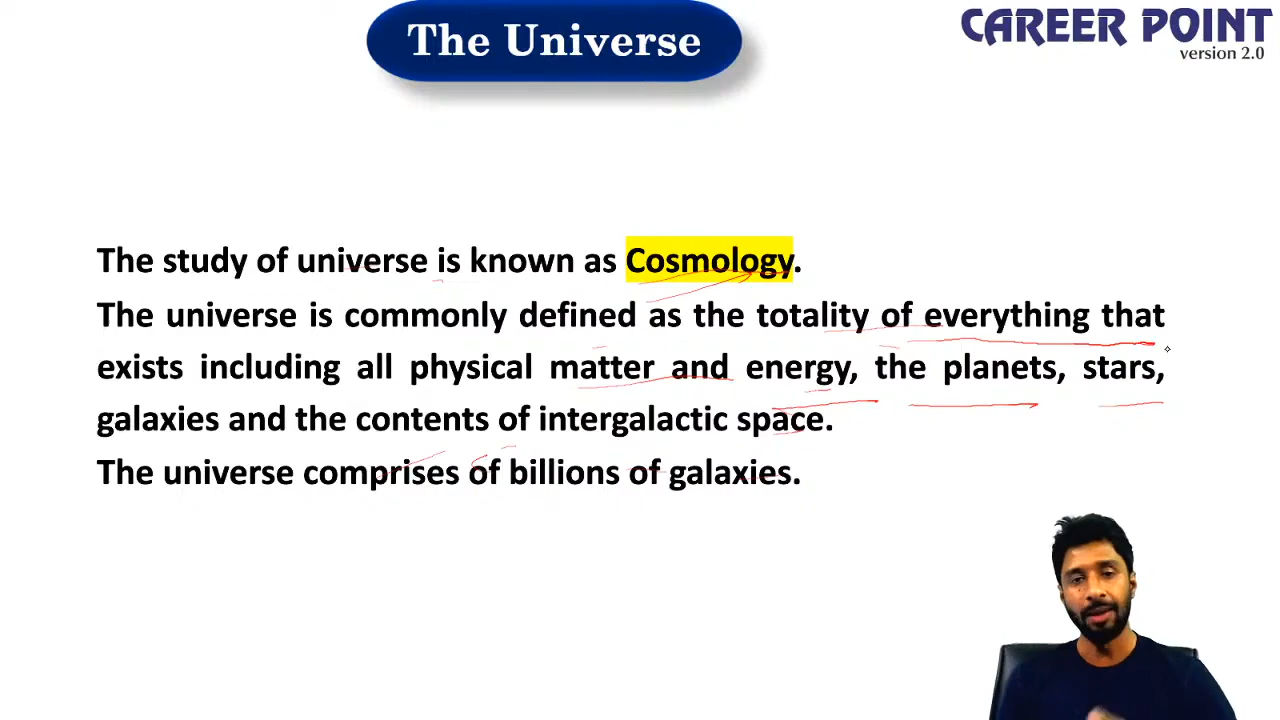 The Universe
CAREER POINT
version 2.0
The study of universe is known as Cosmology.
The universe is commonly defined as the totality of everything that
exists including all physical matter and energy, the planets, stars,
galaxies and the contents of intergalactic space.
The universe comprises of billions of galaxies.